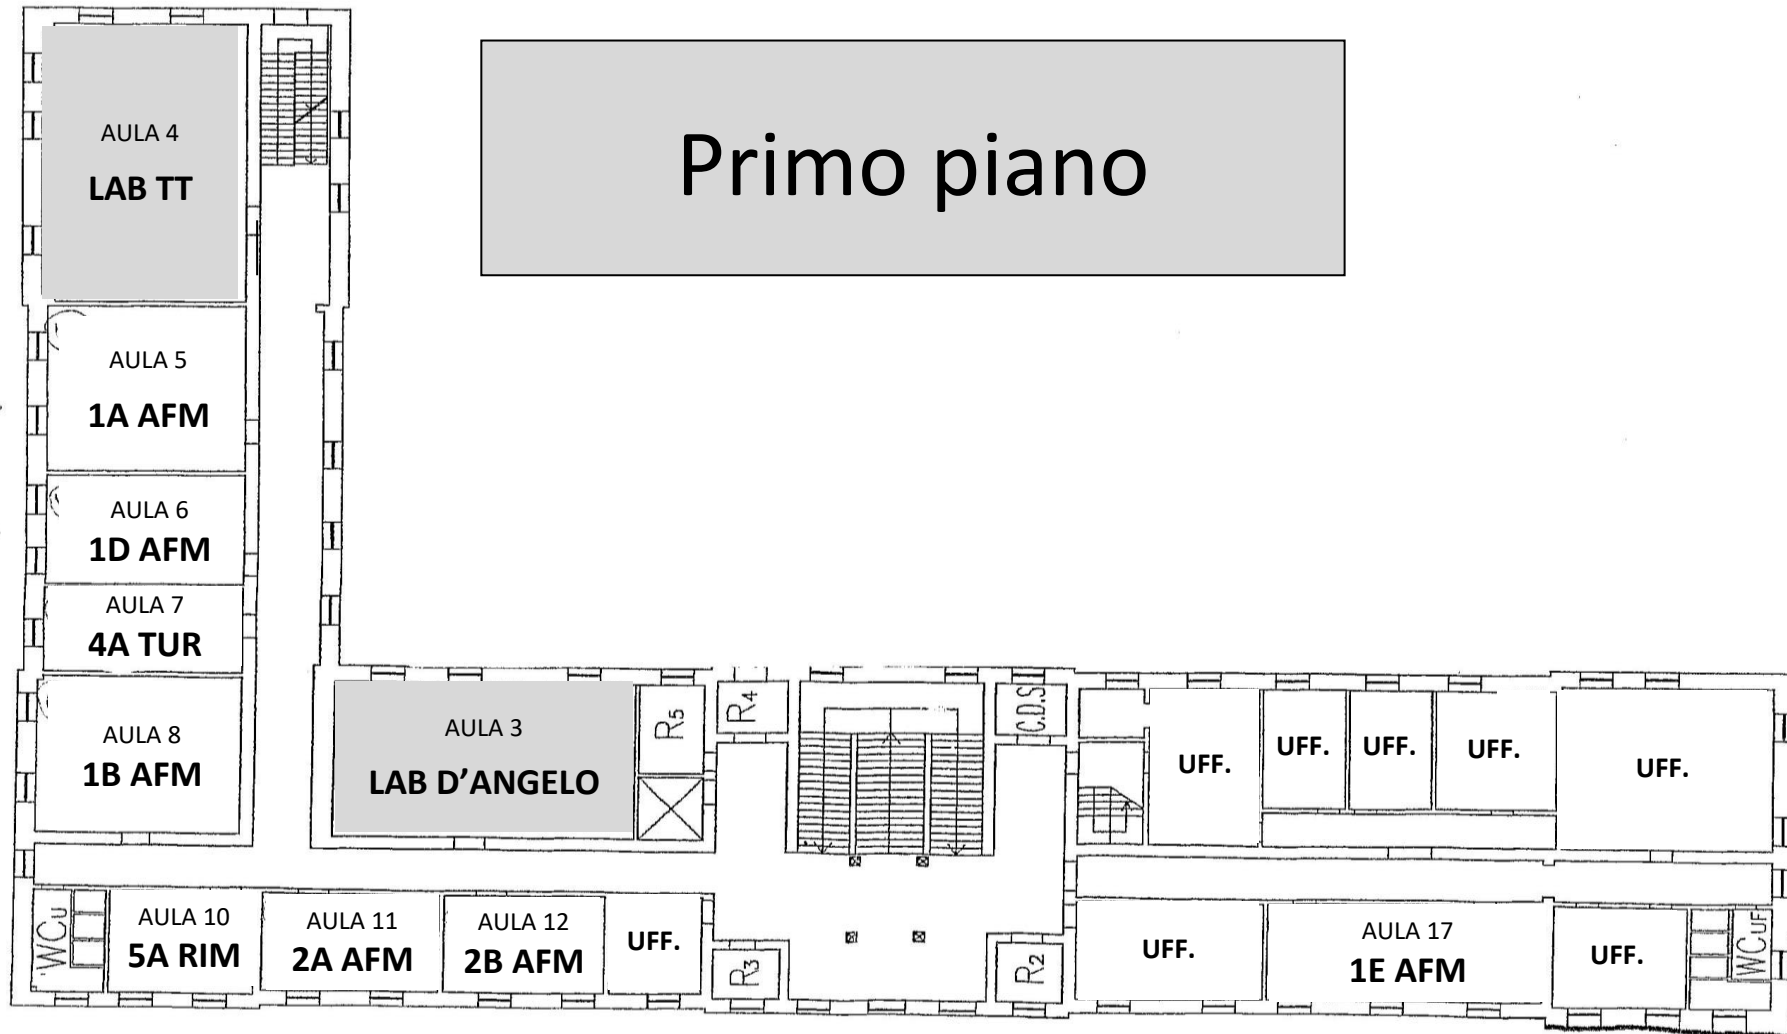 Primo piano
AULA 4
LAB TT
AULA 5
1A AFM
AULA 6
1D AFM
AULA 7
4A TUR
AULA 8
1B AFM
AULA 3
LAB D’ANGELO
R5
R4
C.D.S
UFF.
UFF.
UFF.
UFF.
UFF.
WCU
AULA 10
5A RIM
AULA 11
2A AFM
AULA 12
2B AFM
UFF.
R3
R2
UFF.
AULA 17
1E AFM
UFF.
WCUF